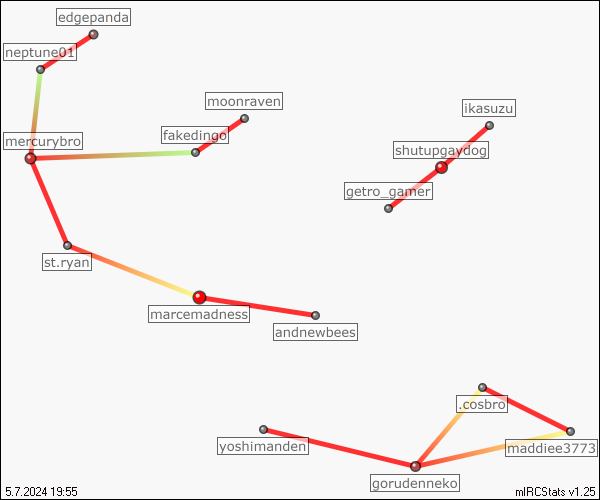 edgepanda
neptune01
moonraven
ikasuzu
fakedingo
mercurybro
shutupgaydog
getro_gamer
st.ryan
marcemadness
andnewbees
.cosbro
yoshimanden
maddiee3773
gorudenneko
5.7.2024 19:55
mIRCStats v1.25